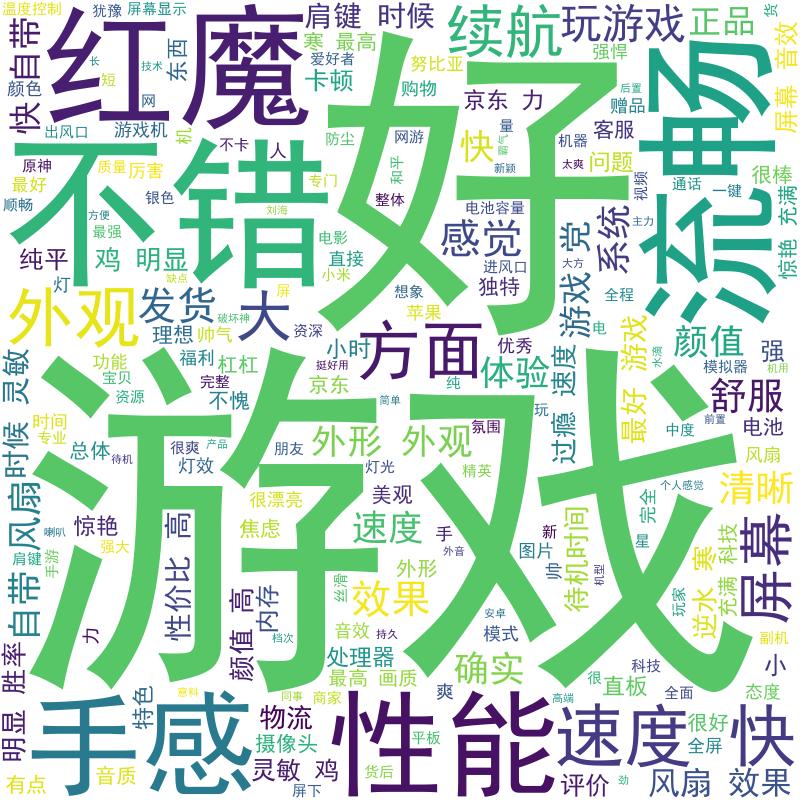 温度控制
犹豫
屏幕显示
肩键 时候
续航
玩游戏
正品
货
音效
屏幕
快
自带
颜色
红魔
东西
长
短
技术
网
寒
最高
爱好者
卡顿
努比亚
购物
强悍
赠品
后置
流畅
出风口
游戏机
机
京东
力
量
客服
机器
好
不错
原神
最好
顺畅
质量
厉害
最强
方便
银色
不卡
人
专门
刘海
防尘
和平
整体
网游
霸气
快
新颖
太爽
问题
视频
通话
一键
主力
很棒
充满
惊艳
纯平
灯
鸡
明显
缺点
电影
直接
小米
电池容量
感觉
进风口
独特
大方
游戏
党
系统
全程
外观
发货
理想
帅气
破坏神
大
屏
资深
想象
苹果
方面
优秀
体验
电
速度
游戏
最好
颜值
水滴
模拟器
强
机用
舒服
灵敏
时候
功能
宝贝
资源
福利
杠杠
完整
不愧
小时
京东
挺好用
纯
简单
玩
过瘾
前置
中度
电池
时间
专业
总体
待机
很爽
产品
灯效
朋友
外形
外观
灯光
氛围
精英
风扇
清晰
游戏
自带
风扇
喇叭
肩键
手游
惊艳
强大
性价比
高
很漂亮
焦虑
美观
速度
手
外音
新
图片
帅
待机时间
机型
完全
星
个人感觉
寒
逆水
科技
充满
屏幕
丝滑
外形
效果
力
颜值
高
内存
档次
音效
持久
安卓
模式
玩家
副机
明显
胜率
处理器
最高
画质
爽
确实
很
直板
科技
全面
小
态度
手感
特色
意料
物流
同事
商家
摄像头
性能
平板
高端
速度
很好
全屏
快
有点
音质
灵敏
鸡
屏下
货后
评价
劲
风扇
效果